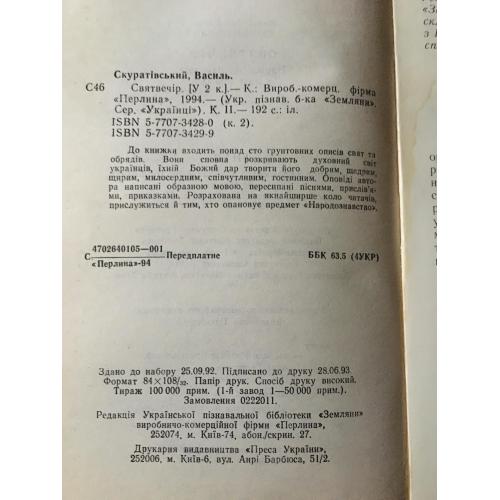 Скуратівський, Василь.
С46 Святвечір. [У 2 к.].— К.: Вироб.-комерц. фірма
«Перлина», 1994.— (Укр. пізнав. б-ка «Земляни».
Сер. «Українці»). К. II.— 192 с.: іл.
ISBN 5-7707-3428-0 (к. 2).
ISBN 5-7707-3429-9
До книжки входить понад сто ґрунтовних описів свят та
обрядів. Вони сповна розкривають духовний світ
українців, їхній Божий дар творити його добрим, щедрим,
щирим, милосердним, співчутливим, гостинним. Оповіді авто-
ра написані образною мовою, пересипані піснями, прислів'я-
ми, приказками. Розрахована на якнайширше коло читачів,
прислужиться й тим, хто опановує предмет «Народознавство».
С 4702640105—001 Передплатне ББК 63.5 (4УКР)
«Перлина»-94
Здано до набору 25.09.92. Підписано до друку 28.06.93.
Формат 84×108/32. Папір друк. Спосіб друку високий.
Тираж 100 000 прим. (1-й завод 1—50 000 прим.).
Замовлення 0222011.
Редакція Української пізнавальної бібліотеки «Земляни»
виробничо-комерційної фірми «Перлина»,
252074, м. Київ-74, абон./скрин. 27.
Друкарня видавництва «Преса України»,
252006, м. Київ-6, вул. Анрі Барбюса, 51/2.